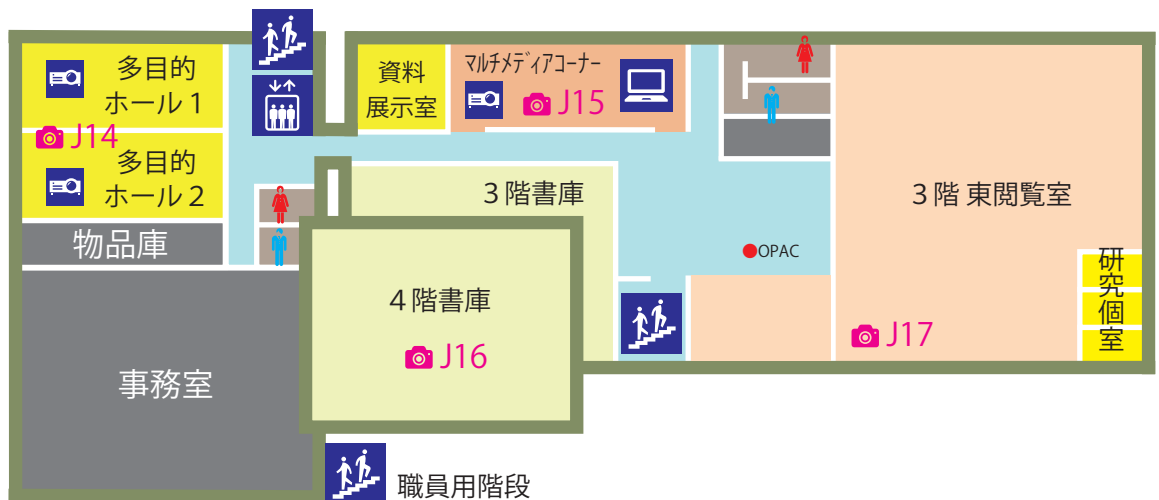 多目的
ホール1
J14
多目的
ホール2
物品庫
事務室
資料
展示室
ﾏﾙﾁﾒﾃﾞｨｱｺｰﾅｰ
J15
3階書庫
4階書庫
J16
OPAC
3階 東閲覧室
J17
研究個室
職員用階段